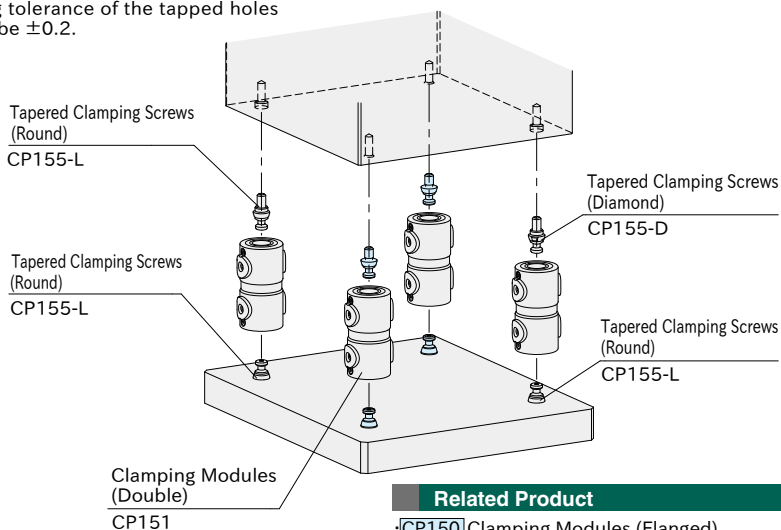 g tolerance of the tapped holes
be ±0.2.
Tapered Clamping Screws
(Round)
CP155-L
Tapered Clamping Screws
(Diamond)
CP155-D
Tapered Clamping Screws
(Round)
CP155-L
Tapered Clamping Screws
(Round)
CP155-L
Clamping Modules
(Double)
CP151
Related Product
·CP150 Clamping Modules (Flanged)